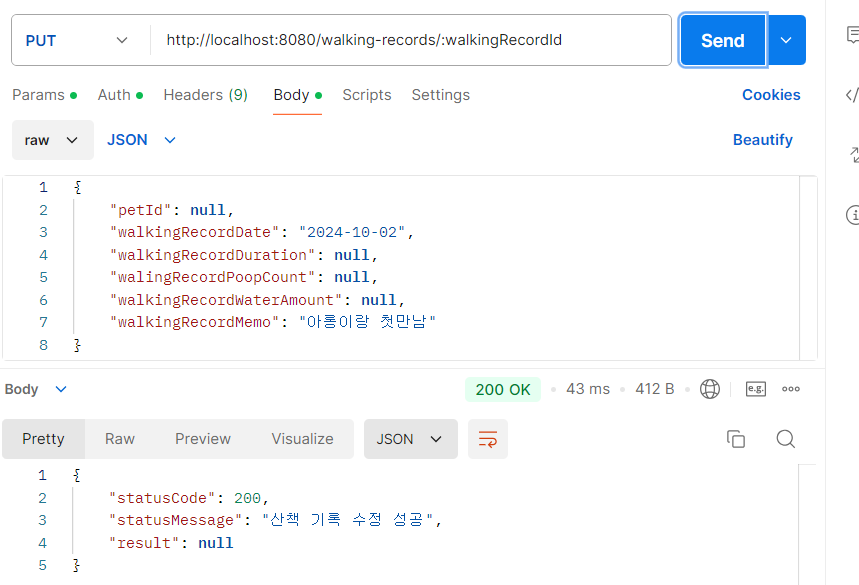 PUT http://localhost:8080/walking-records/:walkingRecordId Send
Params Auth Headers (9) Body Scripts Settings Cookies
raw JSON Beautify
1 {
2 "petId": null,
3 "walkingRecordDate": "2024-10-02",
4 "walkingRecordDuration": null,
5 "walingRecordPoopCount": null,
6 "walkingRecordWaterAmount": null,
7 "walkingRecordMemo": "아롱이랑 첫만남"
8 }
Body 200 OK 43 ms 412 B e.g.
Pretty Raw Preview Visualize JSON
1 {
2 "statusCode": 200,
3 "statusMessage": "산책 기록 수정 성공",
4 "result": null
5 }